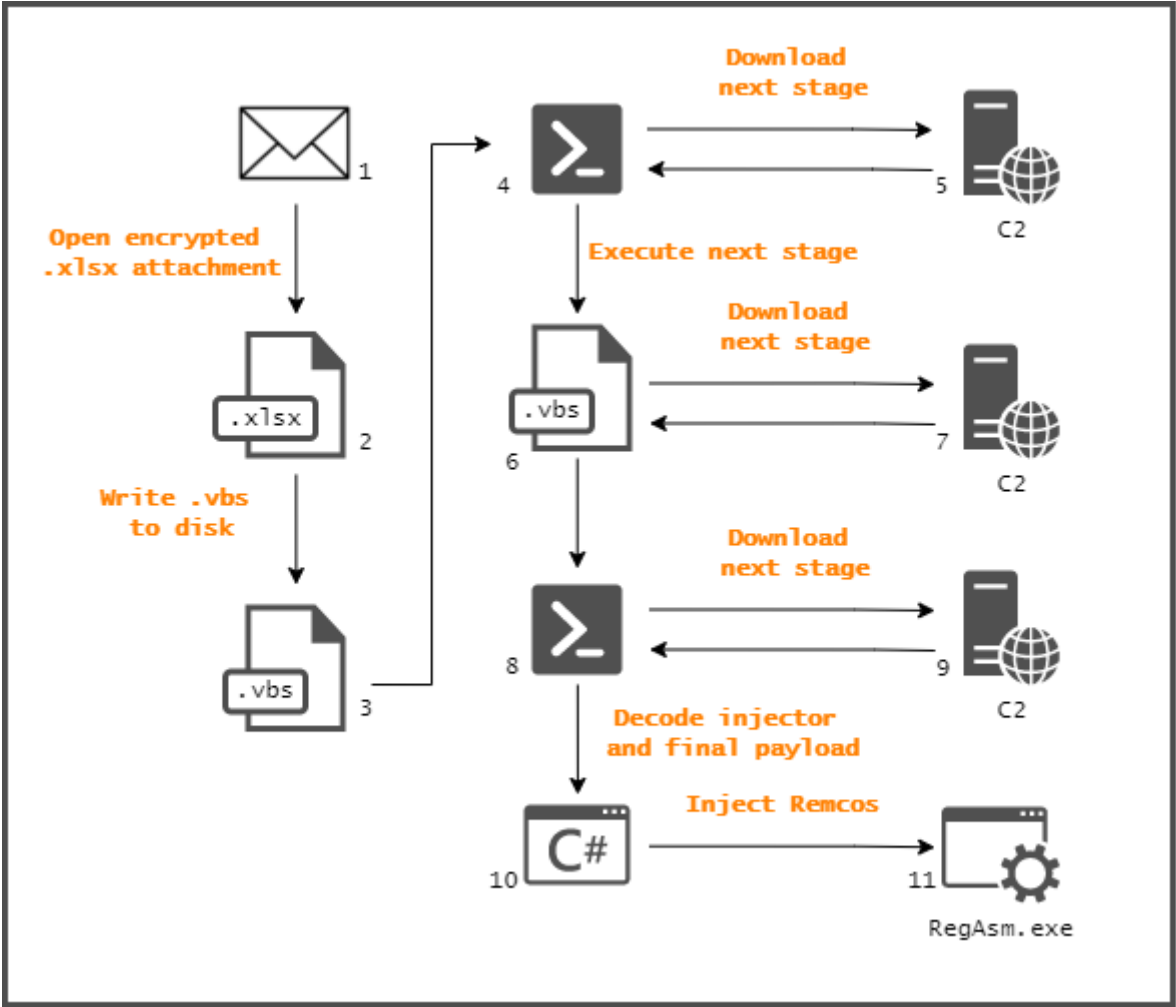 1
Open encrypted
.xlsx attachment
.xlsx
2
Write .vbs
to disk
.vbs
3
4
Download
next stage
5
C2
Execute next stage
.vbs
6
Download
next stage
7
C2
8
Download
next stage
9
C2
Decode injector
and final payload
C#
10
Inject Remcos
11
RegAsm.exe